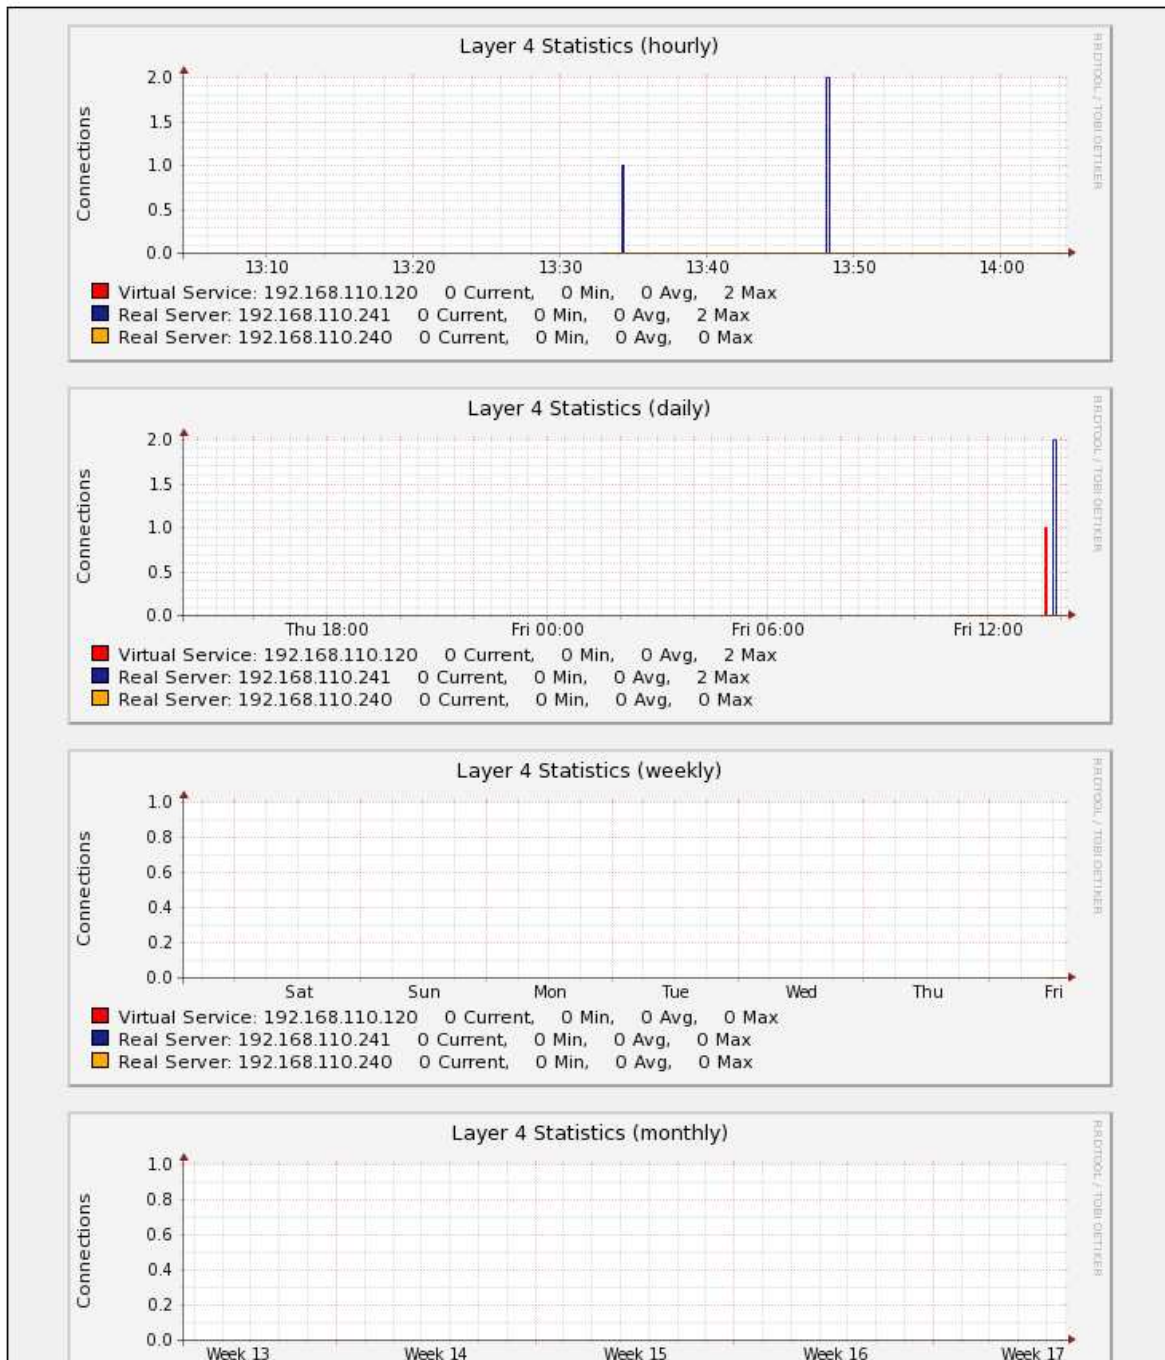 Layer 4 Statistics (hourly)
RRDTOOL / TOBI OETIKER
Connections
2.0
1.5
1.0
0.5
0.0
13:10 13:20 13:30 13:40 13:50 14:00
Virtual Service: 192.168.110.120 0 Current, 0 Min, 0 Avg, 2 Max
Real Server: 192.168.110.241 0 Current, 0 Min, 0 Avg, 2 Max
Real Server: 192.168.110.240 0 Current, 0 Min, 0 Avg, 0 Max
Layer 4 Statistics (daily)
RRDTOOL / TOBI OETIKER
Connections
2.0
1.5
1.0
0.5
0.0
Thu 18:00 Fri 00:00 Fri 06:00 Fri 12:00
Virtual Service: 192.168.110.120 0 Current, 0 Min, 0 Avg, 2 Max
Real Server: 192.168.110.241 0 Current, 0 Min, 0 Avg, 2 Max
Real Server: 192.168.110.240 0 Current, 0 Min, 0 Avg, 0 Max
Layer 4 Statistics (weekly)
RRDTOOL / TOBI OETIKER
Connections
1.0
0.8
0.6
0.4
0.2
0.0
Sat Sun Mon Tue Wed Thu Fri
Virtual Service: 192.168.110.120 0 Current, 0 Min, 0 Avg, 0 Max
Real Server: 192.168.110.241 0 Current, 0 Min, 0 Avg, 0 Max
Real Server: 192.168.110.240 0 Current, 0 Min, 0 Avg, 0 Max
Layer 4 Statistics (monthly)
RRDTOOL / TOBI OETIKER
Connections
1.0
0.8
0.6
0.4
0.2
0.0
Week 13 Week 14 Week 15 Week 16 Week 17